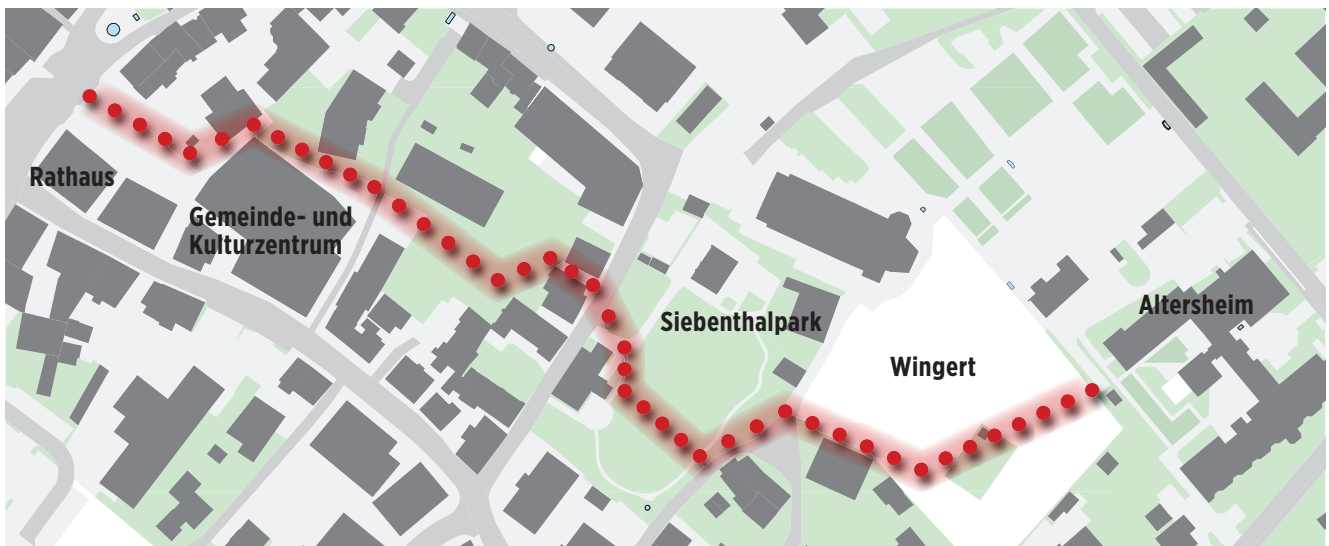 Rathaus
Gemeinde- und
Kulturzentrum
Siebenthalpark
Wingert
Altersheim